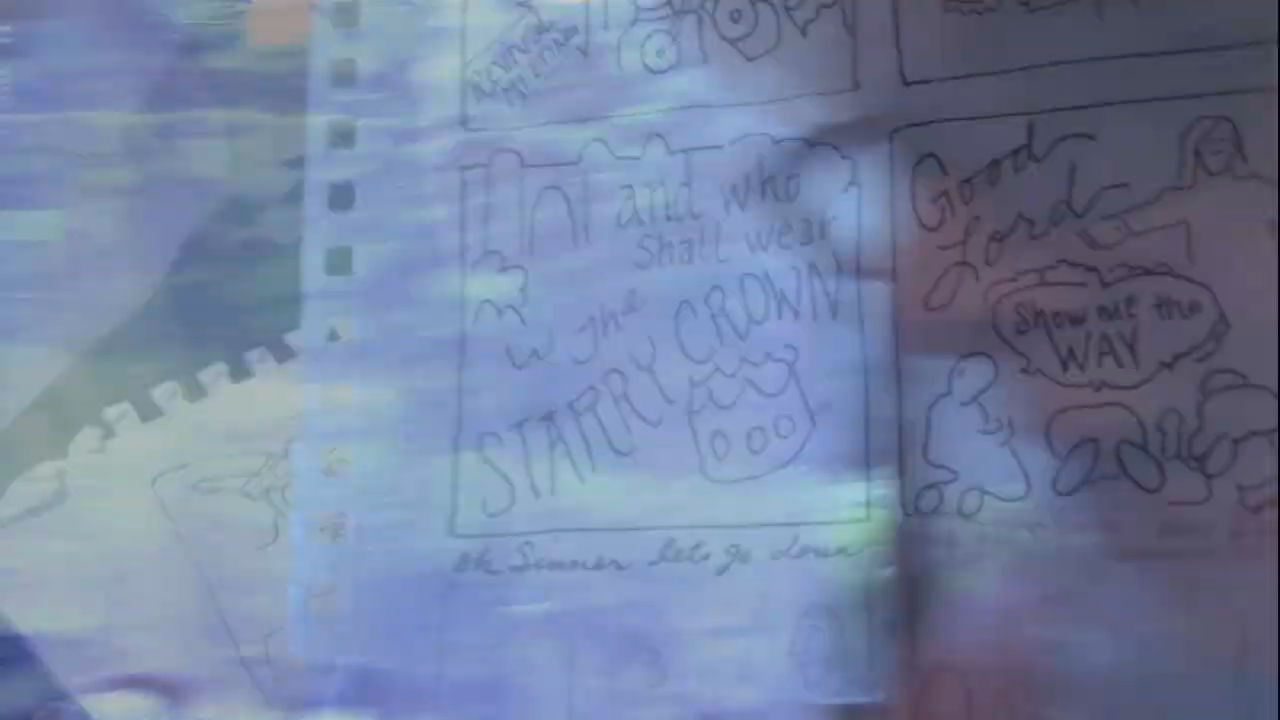 and who
shall wear
The
STARRY CROWN
Good
Lord
Show me the
WAY
Oh Sinner let's go down